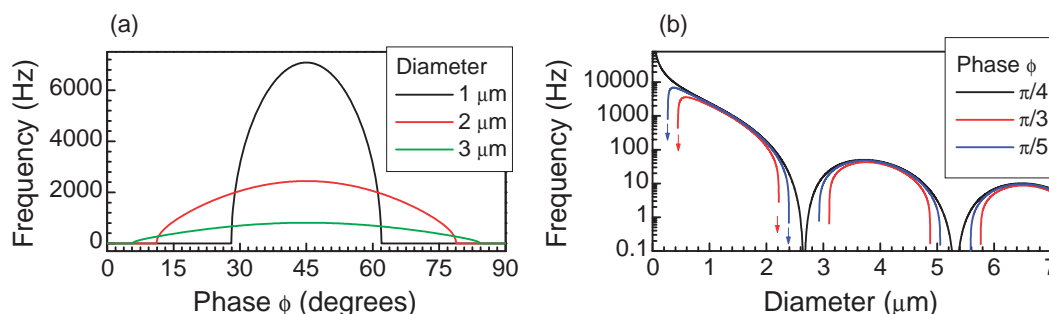 (a)
Frequency (Hz)
6000
4000
2000
0
0 15 30 45 60 75 90
Phase ϕ (degrees)
Diameter
1 μm
2 μm
3 μm
(b)
Frequency (Hz)
10000
1000
100
10
1
0.1
0 1 2 3 4 5 6 7
Diameter (μm)
Phase ϕ
π/4
π/3
π/5